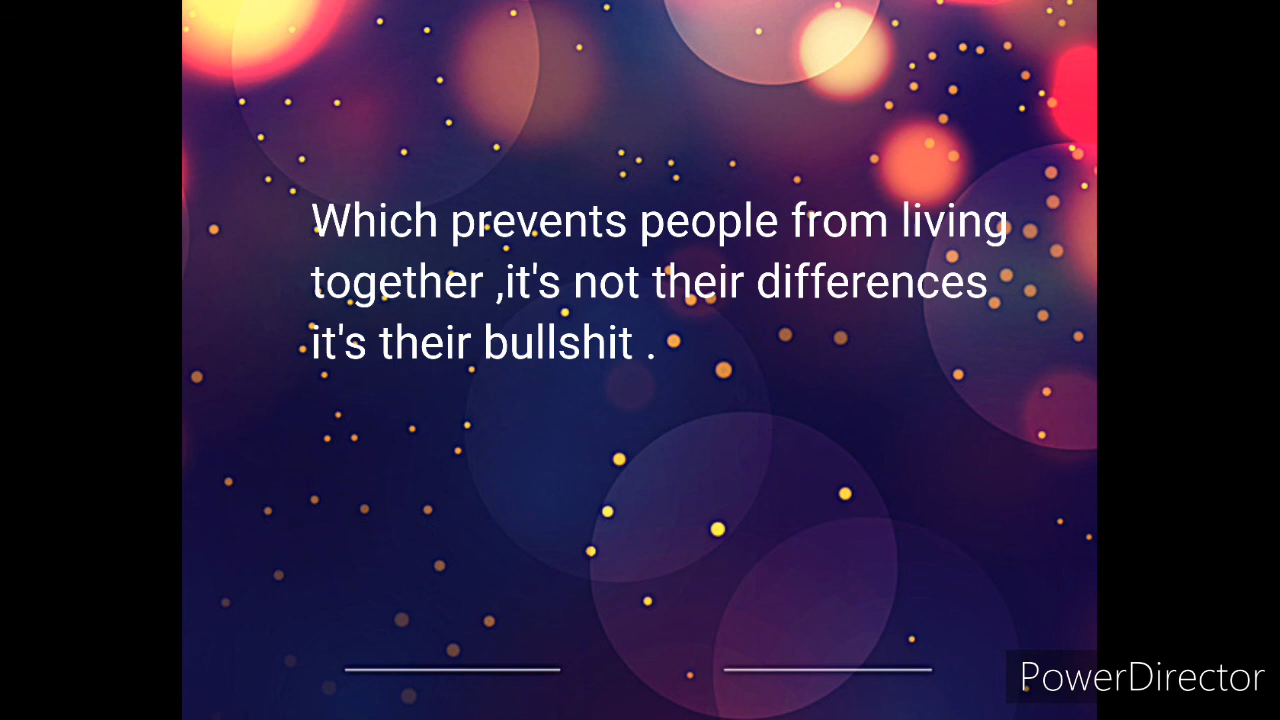 Which prevents people from living
together ,it's not their differences
it's their bullshit .
PowerDirector